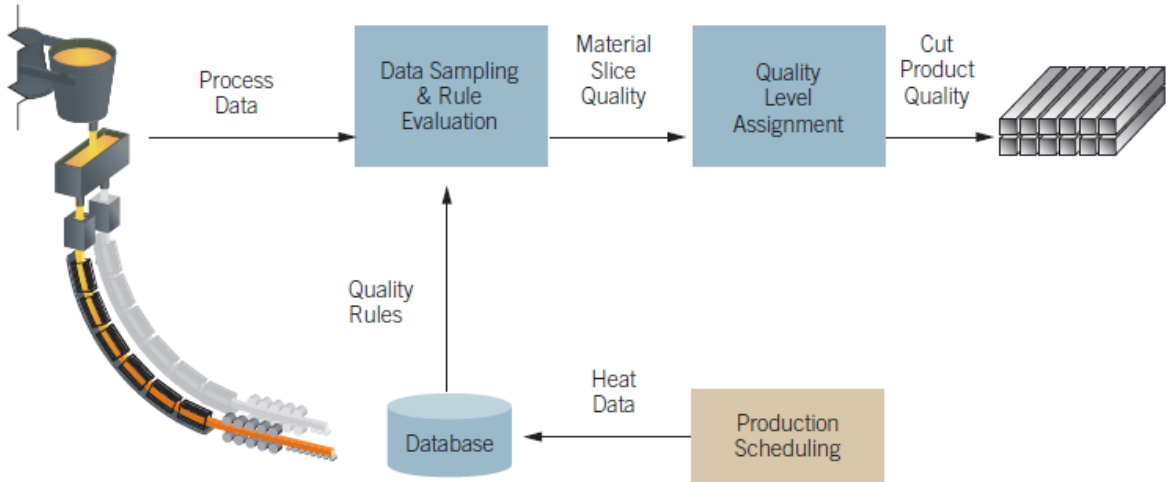 Process
Data
Data Sampling
& Rule
Evaluation
Material
Slice
Quality
Quality
Level
Assignment
Cut
Product
Quality
Quality
Rules
Heat
Data
Database
Production
Scheduling